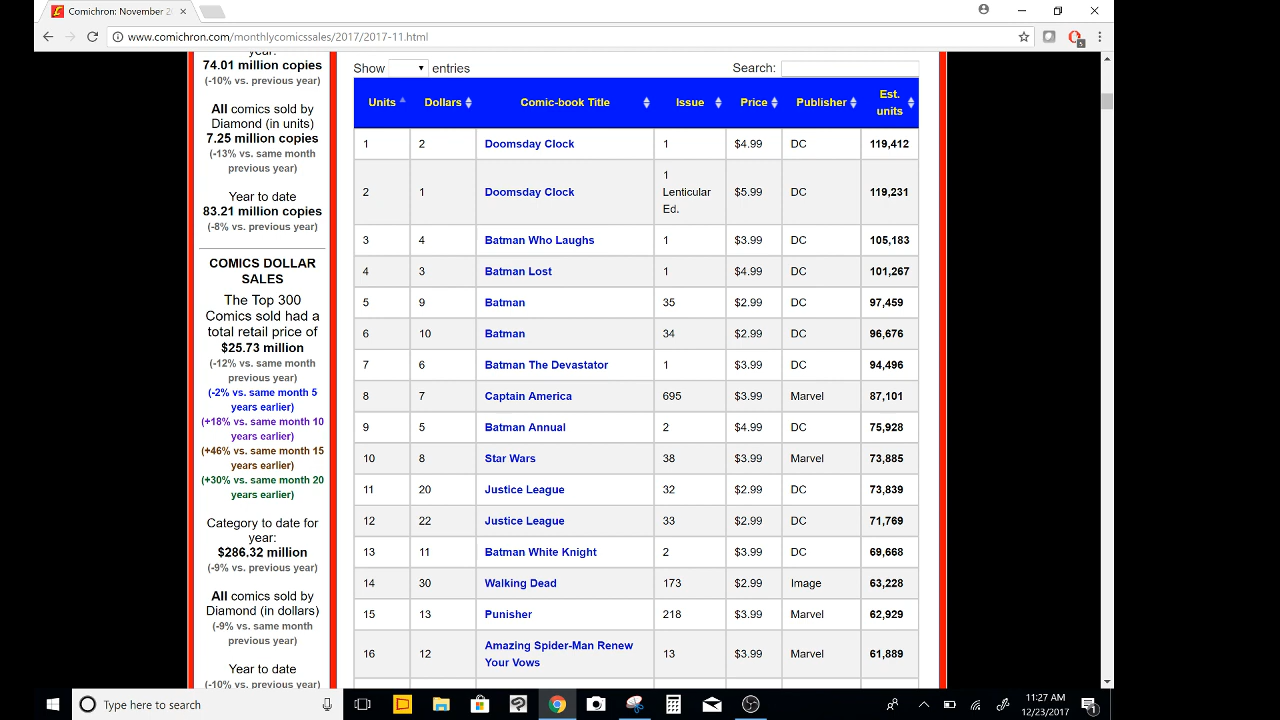 Comichron: November 2
www.comichron.com/monthlycomicssales/2017/2017-11.html
5
year:
74.01 million copies
(-10% vs. previous year)
All comics sold by
Diamond (in units)
7.25 million copies
(-13% vs. same month
previous year)
Year to date
83.21 million copies
(-8% vs. previous year)
COMICS DOLLAR
SALES
The Top 300
Comics sold had a
total retail price of
$25.73 million
(-12% vs. same month
previous year)
(-2% vs. same month 5
years earlier)
(+18% vs. same month 10
years earlier)
(+46% vs. same month 15
years earlier)
(+30% vs. same month 20
years earlier)
Category to date for
year:
$286.32 million
(-9% vs. previous year)
All comics sold by
Diamond (in dollars)
(-9% vs. same month
previous year)
Year to date
(-10% vs. previous year)
Show entries Search:
Units Dollars Comic-book Title Issue Price Publisher Est. units
1 2 Doomsday Clock 1 $4.99 DC 119,412
2 1 Doomsday Clock 1 Lenticular Ed. $5.99 DC 119,231
3 4 Batman Who Laughs 1 $3.99 DC 105,183
4 3 Batman Lost 1 $4.99 DC 101,267
5 9 Batman 35 $2.99 DC 97,459
6 10 Batman 34 $2.99 DC 96,676
7 6 Batman The Devastator 1 $3.99 DC 94,496
8 7 Captain America 695 $3.99 Marvel 87,101
9 5 Batman Annual 2 $4.99 DC 75,928
10 8 Star Wars 38 $3.99 Marvel 73,885
11 20 Justice League 32 $2.99 DC 73,839
12 22 Justice League 33 $2.99 DC 71,769
13 11 Batman White Knight 2 $3.99 DC 69,668
14 30 Walking Dead 173 $2.99 Image 63,228
15 13 Punisher 218 $3.99 Marvel 62,929
16 12 Amazing Spider-Man Renew Your Vows 13 $3.99 Marvel 61,889
Type here to search
11:27 AM
12/23/2017
1